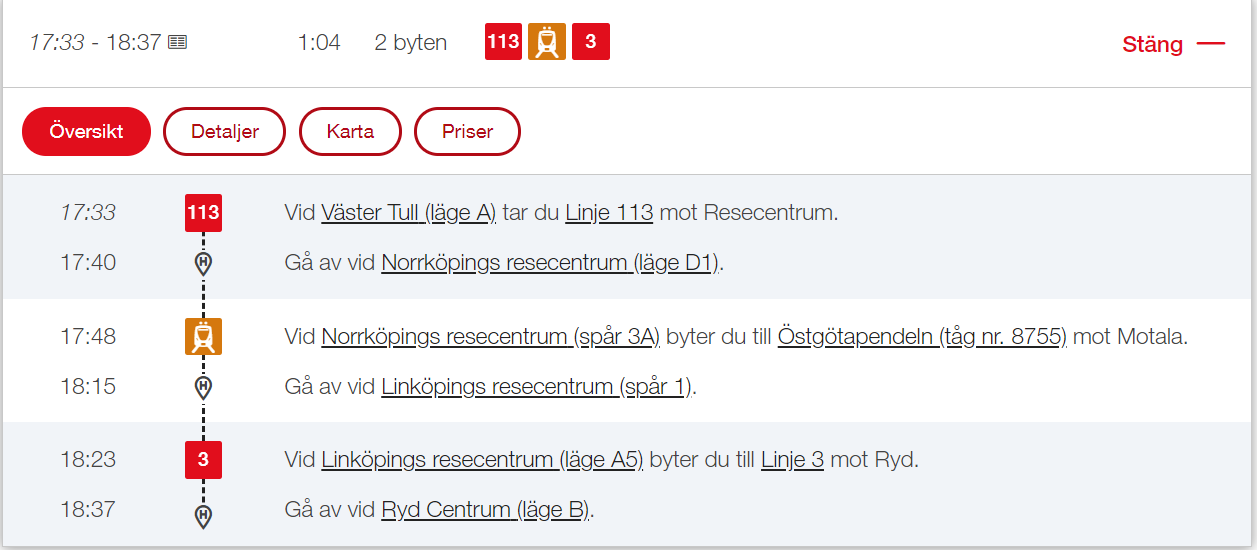 17:33 - 18:37 1:04 2 byten 113 3 Stäng
Översikt Detaljer Karta Priser
17:33 113 Vid Väster Tull (läge A) tar du Linje 113 mot Resecentrum.
17:40 H Gå av vid Norrköpings resecentrum (läge D1).
17:48 Vid Norrköpings resecentrum (spår 3A) byter du till Östgötapendeln (tåg nr. 8755) mot Motala.
18:15 H Gå av vid Linköpings resecentrum (spår 1).
18:23 3 Vid Linköpings resecentrum (läge A5) byter du till Linje 3 mot Ryd.
18:37 H Gå av vid Ryd Centrum (läge B).